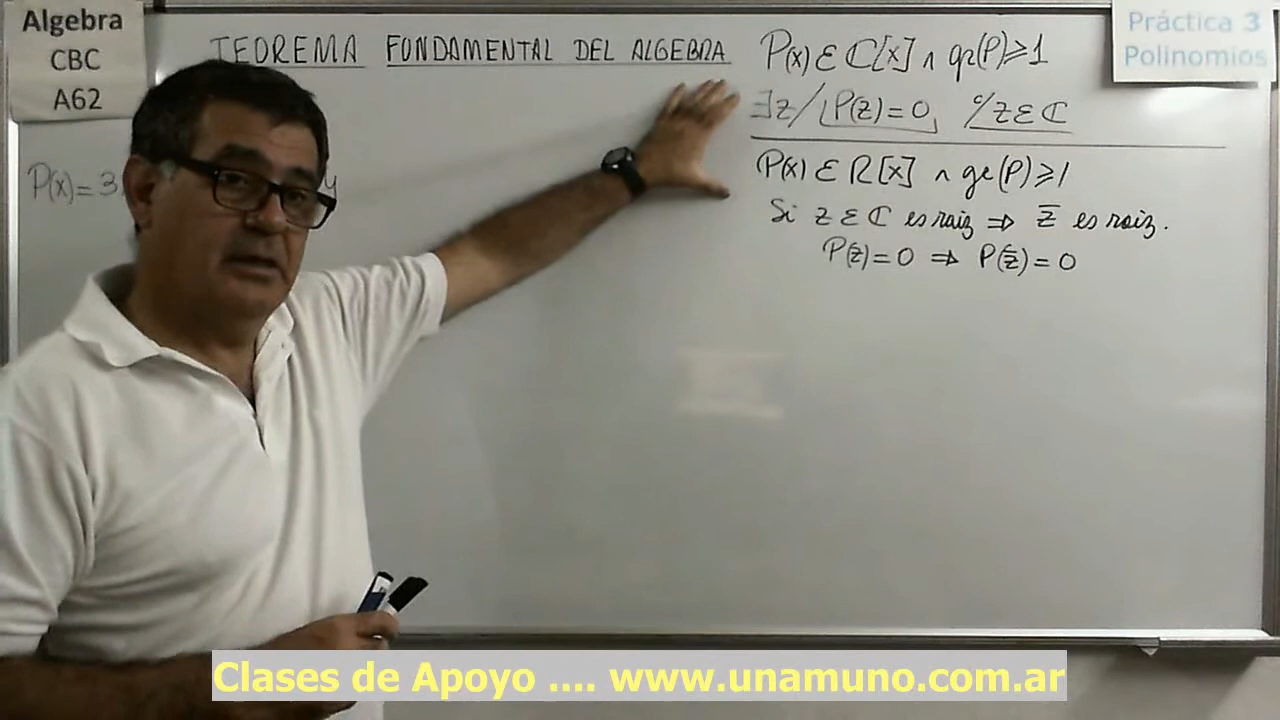 Algebra
CBC
A62
Práctica 3
Polinomios
TEOREMA FUNDAMENTAL DEL ALGEBRA
P(x) ∈ ℂ[x] ∧ gr(P) ⩾ 1
∃z / P(z) = 0, c/ z ∈ ℂ
P(x) ∈ R[x] ∧ gr(P) ⩾ 1
Si z ∈ ℂ es raiz ⇒ z̅ es raiz.
P(z) = 0 ⇒ P(z̅) = 0
P(x) = 3
Clases de Apoyo .... www.unamuno.com.ar